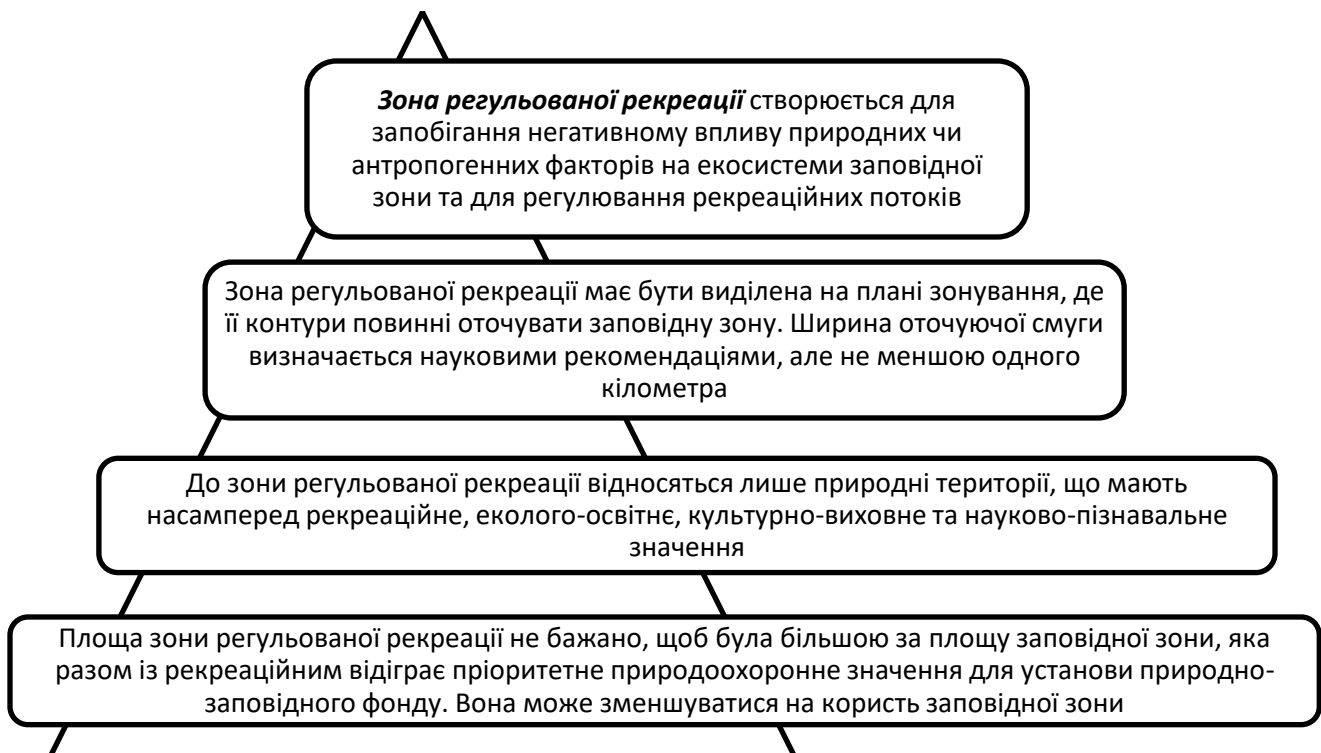 Зона регульованої рекреації створюється для
запобігання негативному впливу природних чи
антропогенних факторів на екосистеми заповідної
зони та для регулювання рекреаційних потоків
Зона регульованої рекреації має бути виділена на плані зонування, де
її контури повинні оточувати заповідну зону. Ширина оточуючої смуги
визначається науковими рекомендаціями, але не меншою одного
кілометра
До зони регульованої рекреації відносяться лише природні території, що мають
насамперед рекреаційне, еколого-освітнє, культурно-виховне та науково-пізнавальне
значення
Площа зони регульованої рекреації не бажано, щоб була більшою за площу заповідної зони, яка
разом із рекреаційним відіграє пріоритетне природоохоронне значення для установи природно-
заповідного фонду. Вона може зменшуватися на користь заповідної зони